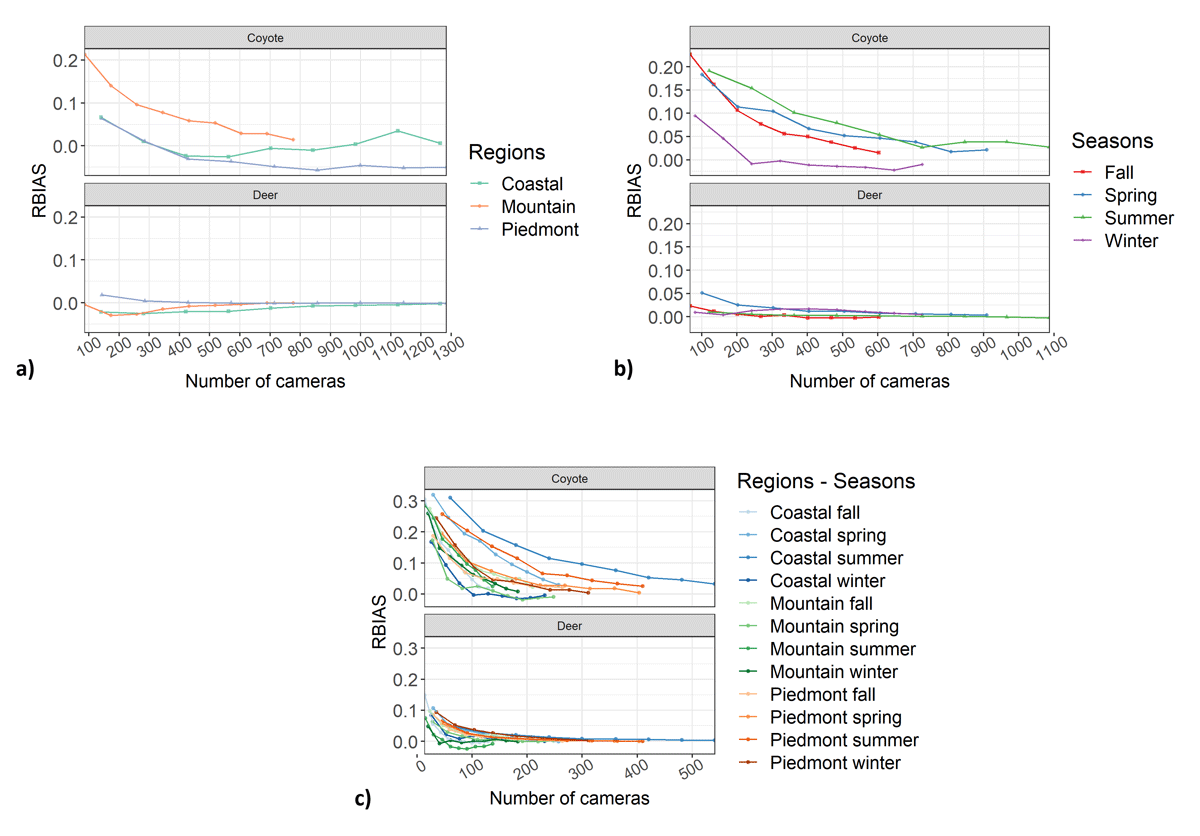 Coyote
0.2
0.1
0.0
Deer
0.2
0.1
0.0
RBIAS
100 200 300 400 500 600 700 800 900 1000 1100 1200 1300
Number of cameras
a)
Regions
Coastal
Mountain
Piedmont
Coyote
0.20
0.15
0.10
0.05
0.00
Deer
0.20
0.15
0.10
0.05
0.00
RBIAS
100 200 300 400 500 600 700 800 900 1000 1100
Number of cameras
b)
Seasons
Fall
Spring
Summer
Winter
Coyote
0.3
0.2
0.1
0.0
Deer
0.3
0.2
0.1
0.0
RBIAS
0 100 200 300 400 500
Number of cameras
c)
Regions - Seasons
Coastal fall
Coastal spring
Coastal summer
Coastal winter
Mountain fall
Mountain spring
Mountain summer
Mountain winter
Piedmont fall
Piedmont spring
Piedmont summer
Piedmont winter